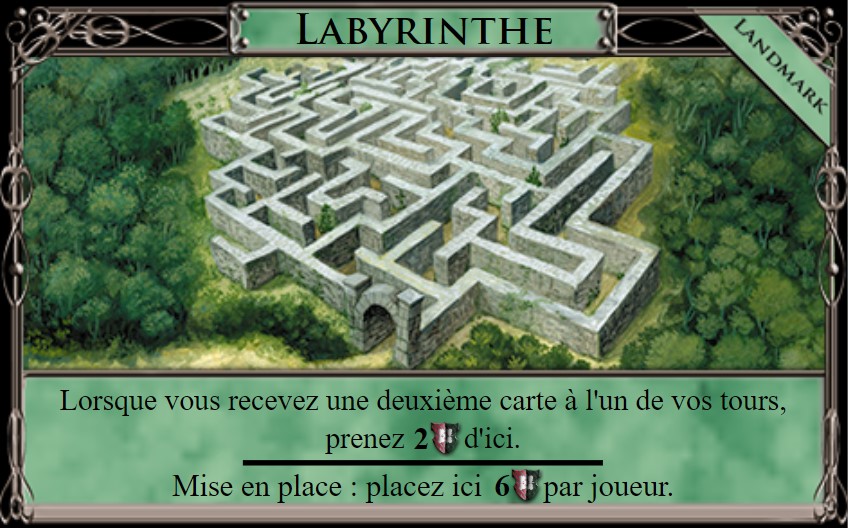 LABYRINTHE
LANDMARK
Lorsque vous recevez une deuxième carte à l'un de vos tours,
prenez 2 d'ici.
Mise en place : placez ici 6 par joueur.